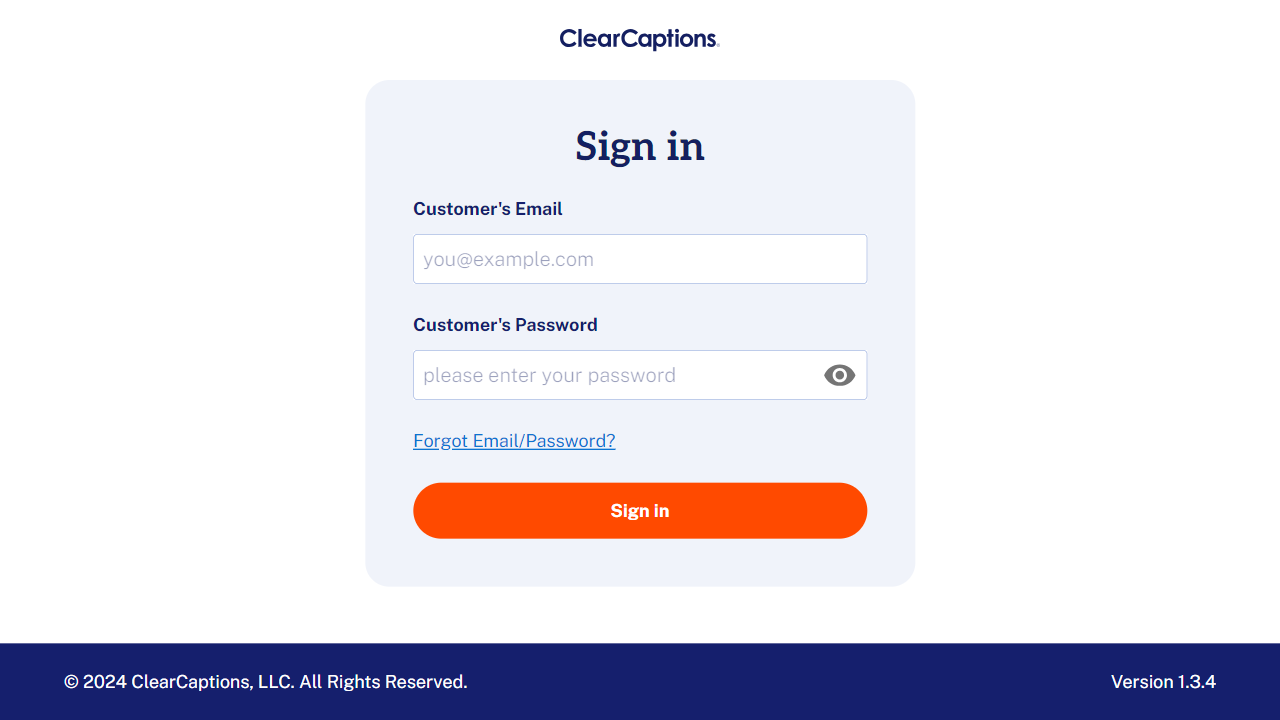 ClearCaptions
Sign in
Customer's Email
you@example.com
Customer's Password
please enter your password
Forgot Email/Password?
Sign in
© 2024 ClearCaptions, LLC. All Rights Reserved.
Version 1.3.4